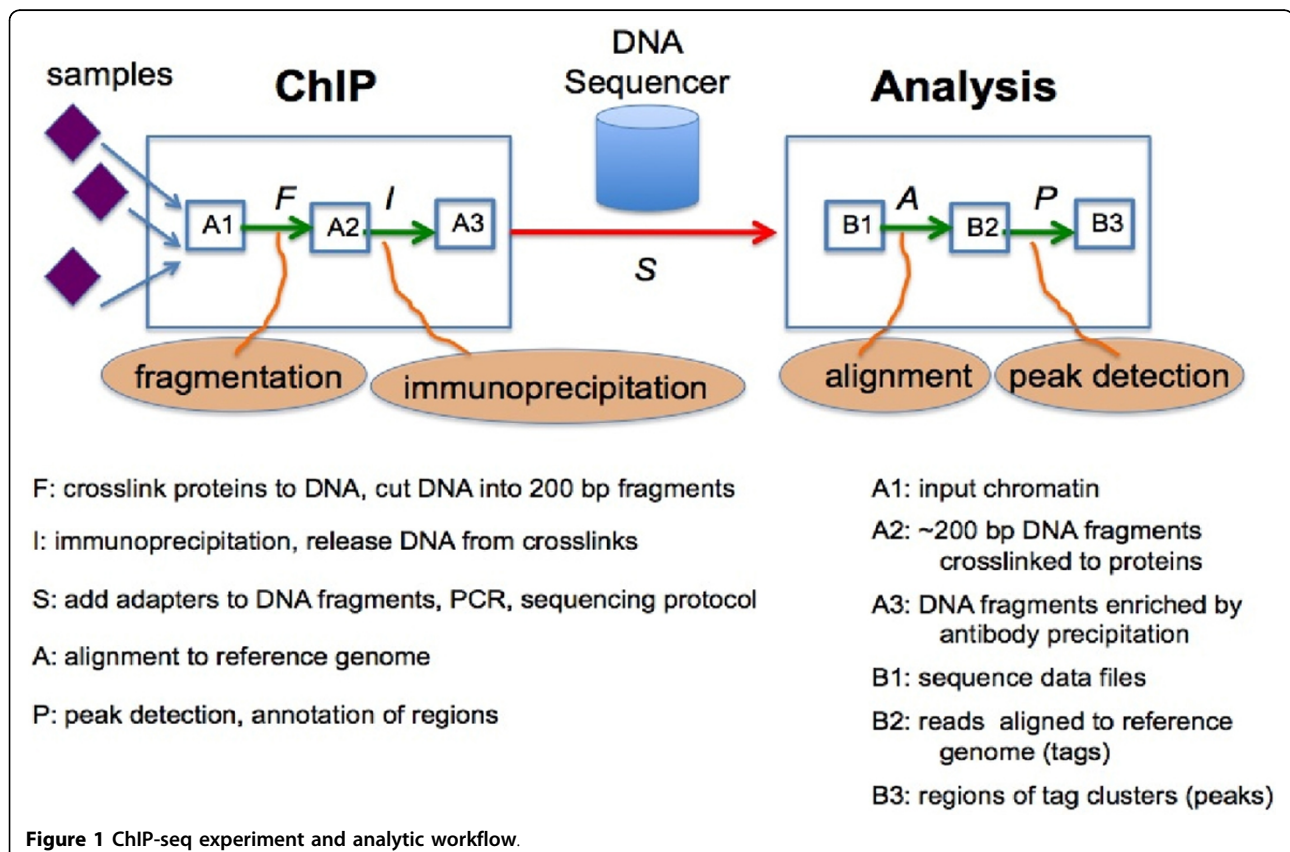 samples
ChIP
DNA
Sequencer
Analysis
A1
F
A2
I
A3
S
B1
A
B2
P
B3
fragmentation
immunoprecipitation
alignment
peak detection
F: crosslink proteins to DNA, cut DNA into 200 bp fragments
I: immunoprecipitation, release DNA from crosslinks
S: add adapters to DNA fragments, PCR, sequencing protocol
A: alignment to reference genome
P: peak detection, annotation of regions
A1: input chromatin
A2: ~200 bp DNA fragments
crosslinked to proteins
A3: DNA fragments enriched by
antibody precipitation
B1: sequence data files
B2: reads aligned to reference
genome (tags)
B3: regions of tag clusters (peaks)
Figure 1 ChIP-seq experiment and analytic workflow.